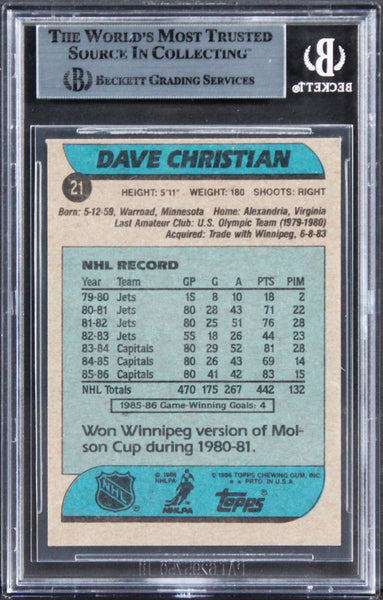 THE WORLD'S MOST TRUSTED
SOURCE IN COLLECTING™
BECKETT GRADING SERVICES
BECKETT
DAVE CHRISTIAN
21
HEIGHT: 5'11" WEIGHT: 180 SHOOTS: RIGHT
Born: 5-12-59, Warroad, Minnesota Home: Alexandria, Virginia
Last Amateur Club: U.S. Olympic Team (1979-1980)
Acquired: Trade with Winnipeg, 6-8-83
NHL RECORD
Year Team GP G A PTS PIM
79-80 Jets 15 8 10 18 2
80-81 Jets 80 28 43 71 22
81-82 Jets 80 25 51 76 28
82-83 Jets 55 18 26 44 23
83-84 Capitals 80 29 52 81 28
84-85 Capitals 80 26 43 69 14
85-86 Capitals 80 41 42 83 15
NHL Totals 470 175 267 442 132
1985-86 Game-Winning Goals: 4
Won Winnipeg version of Mol-
son Cup during 1980-81.
NHL
© 1986
NHLPA
© 1986 TOPPS CHEWING GUM, INC.
PRTD. IN U.S.A.
topps